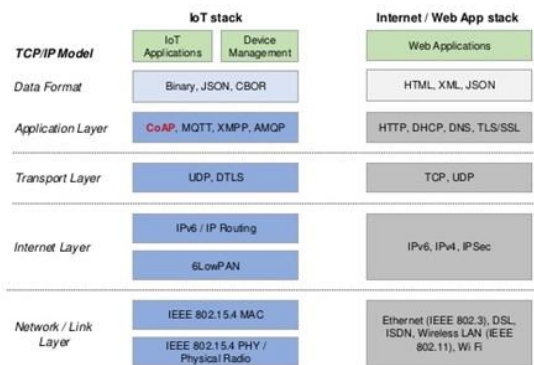 IoT stack
Internet / Web App stack
TCP/IP Model
IoT
Applications
Device
Management
Web Applications
Data Format
Binary, JSON, CBOR
HTML, XML, JSON
Application Layer
CoAP, MQTT, XMPP, AMQP
HTTP, DHCP, DNS, TLS/SSL
Transport Layer
UDP, DTLS
TCP, UDP
Internet Layer
IPv6 / IP Routing
6LowPAN
IPv6, IPv4, IPSec
Network / Link
Layer
IEEE 802.15.4 MAC
IEEE 802.15.4 PHY /
Physical Radio
Ethernet (IEEE 802.3), DSL,
ISDN, Wireless LAN (IEEE
802.11), Wi Fi